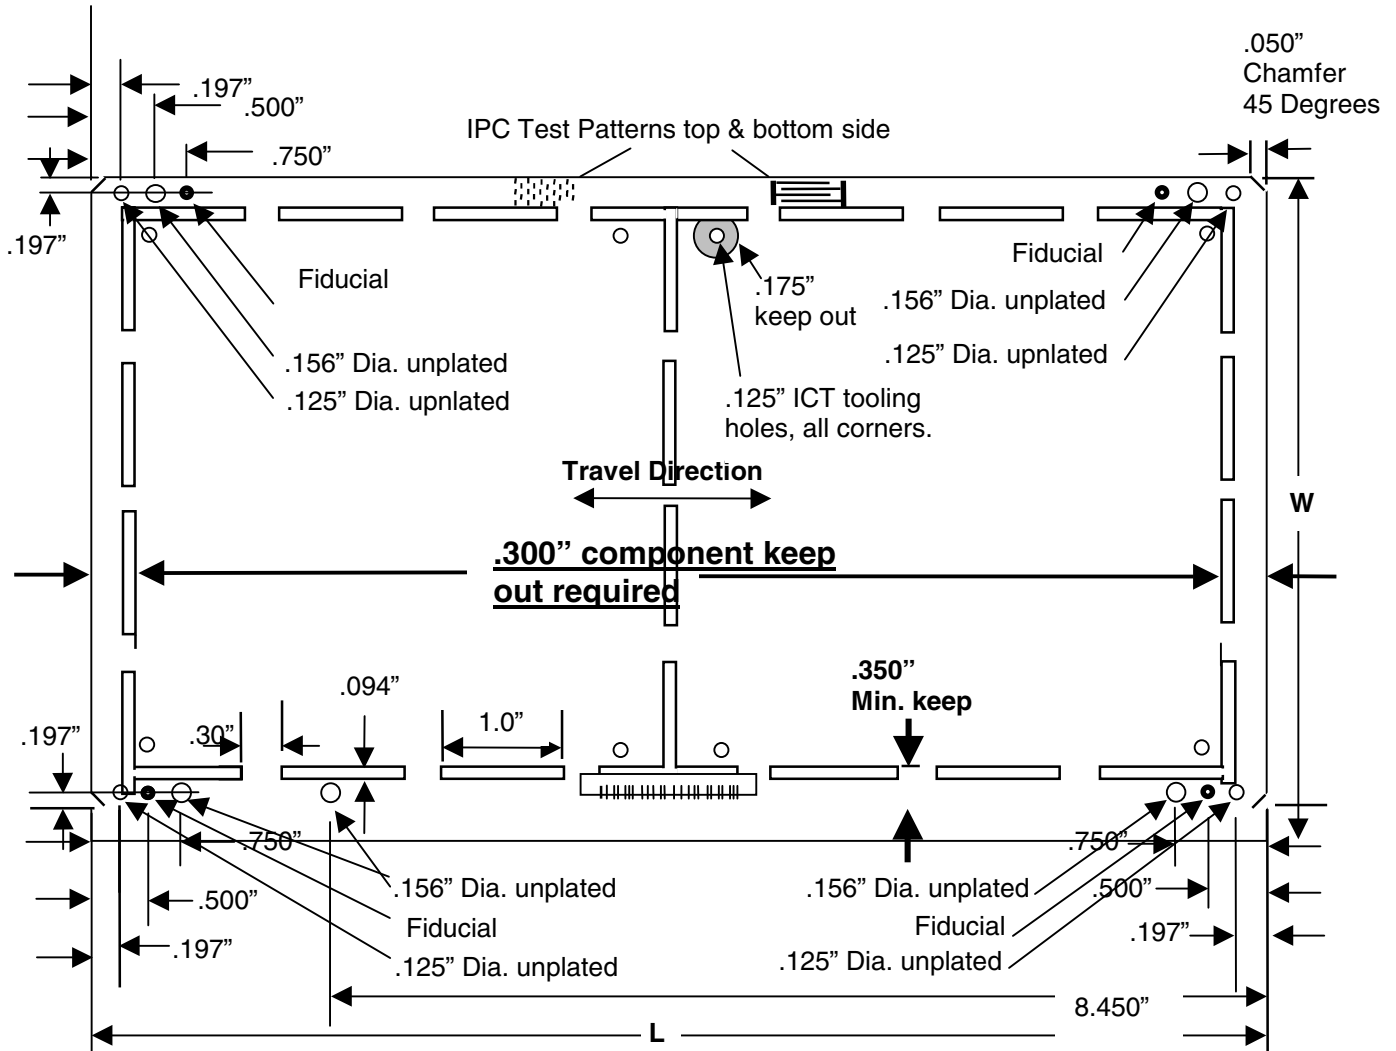 .050”
Chamfer
45 Degrees
.197”
.500”
IPC Test Patterns top & bottom side
.750”
.197”
Fiducial
Fiducial
.175”
keep out
.156” Dia. unplated
.125” Dia. upnlated
.156” Dia. unplated
.125” Dia. upnlated
.125” ICT tooling
holes, all corners.
Travel Direction
W
.300” component keep
out required
.350”
Min. keep
.094”
1.0”
.30”
.197”
.750”
.750”
.156” Dia. unplated
.500”
Fiducial
.197”
.125” Dia. unplated
.156” Dia. unplated
.500”
Fiducial
.197”
.125” Dia. unplated
8.450”
L